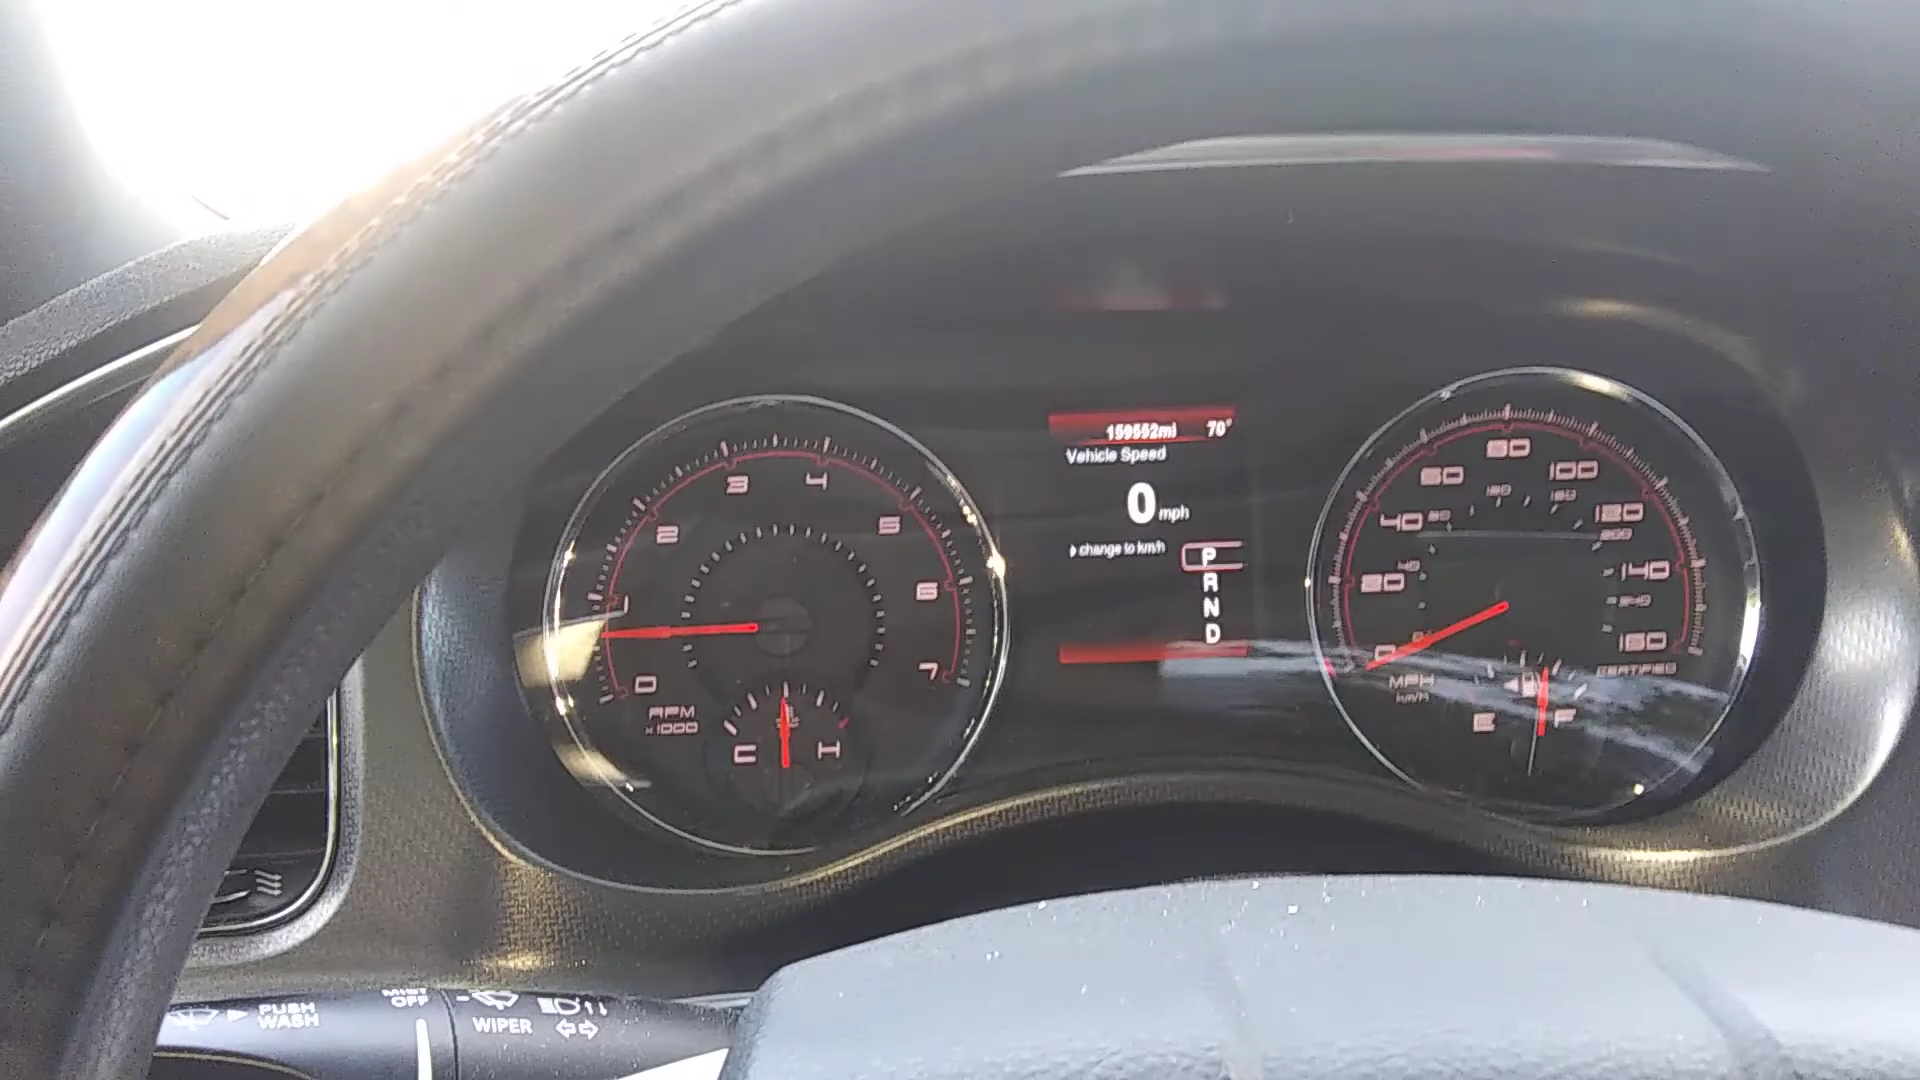 159552mi 70°
Vehicle Speed
0 mph
change to km/h
P
R
N
D
0
1
2
3
4
5
6
7
RPM
x1000
C H
0
20
40
60
80
100
120
140
160
MPH
km/h
CERTIFIED
E F
PUSH
WASH
MIST
OFF
WIPER